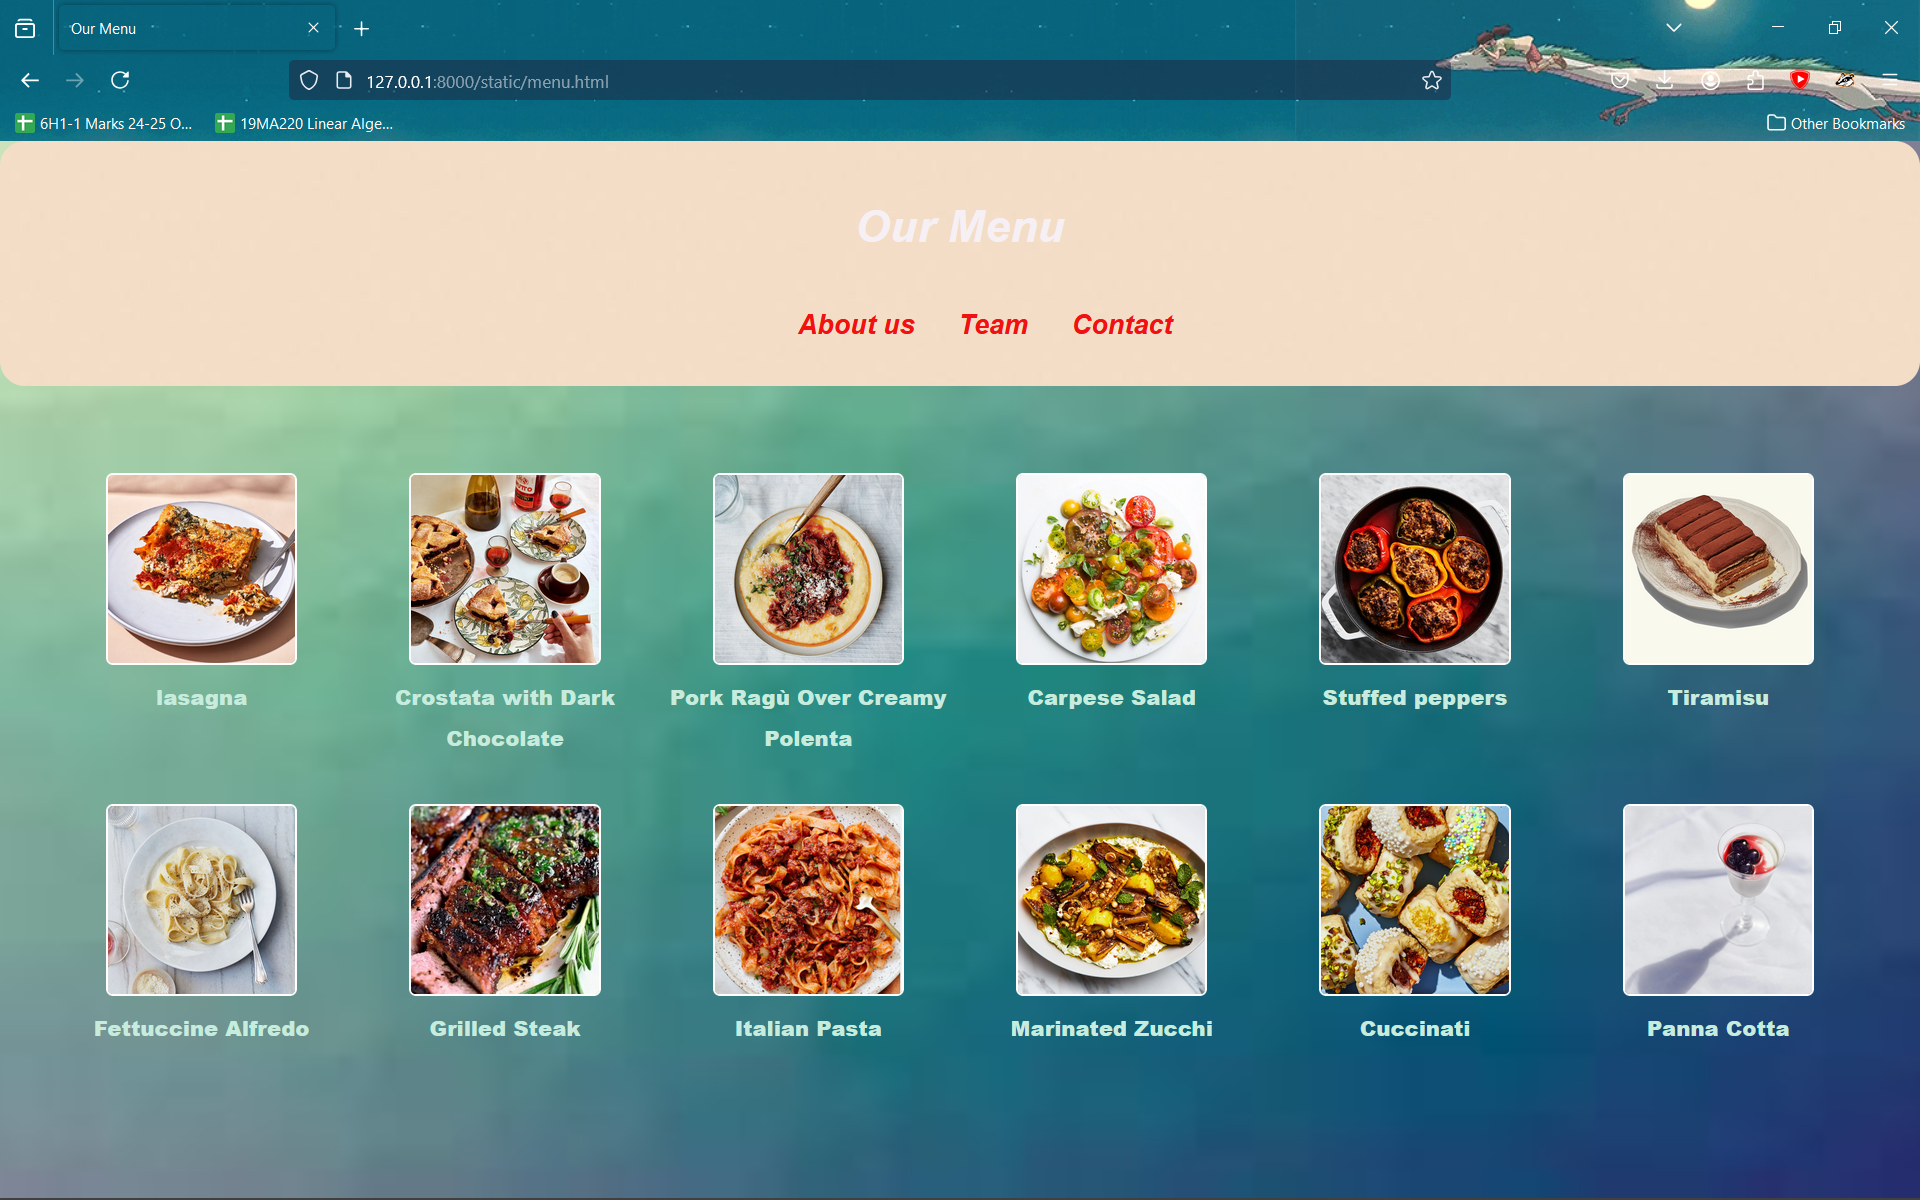 Our Menu
127.0.0.1:8000/static/menu.html
6H1-1 Marks 24-25 O...
19MA220 Linear Alge...
Other Bookmarks
Our Menu
About us Team Contact
lasagna
Crostata with Dark
Chocolate
Pork Ragù Over Creamy
Polenta
Carpese Salad
Stuffed peppers
Tiramisu
Fettuccine Alfredo
Grilled Steak
Italian Pasta
Marinated Zucchi
Cuccinati
Panna Cotta